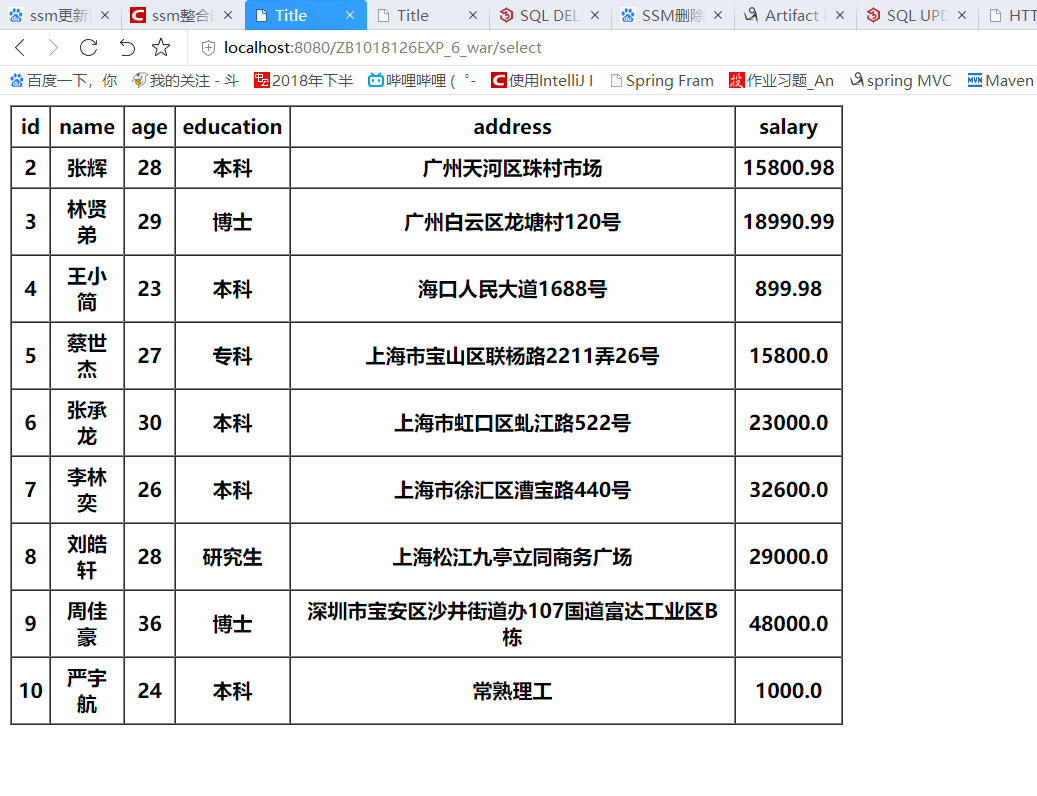 ssm更新
ssm整合的
Title
Title
SQL DEL
SSM删除
Artifact
SQL UPD
HTT
localhost:8080/ZB1018126EXP_6_war/select
百度一下，你
我的关注 - 斗
2018年下半
哔哩哔哩 ( ゜-
使用IntelliJ I
Spring Fram
作业习题_An
spring MVC
Maven
id name age education address salary
2 张辉 28 本科 广州天河区珠村市场 15800.98
3 林贤弟 29 博士 广州白云区龙塘村120号 18990.99
4 王小简 23 本科 海口人民大道1688号 899.98
5 蔡世杰 27 专科 上海市宝山区联杨路2211弄26号 15800.0
6 张承龙 30 本科 上海市虹口区虬江路522号 23000.0
7 李林奕 26 本科 上海市徐汇区漕宝路440号 32600.0
8 刘皓轩 28 研究生 上海松江九亭立同商务广场 29000.0
9 周佳豪 36 博士 深圳市宝安区沙井街道办107国道富达工业区B栋 48000.0
10 严宇航 24 本科 常熟理工 1000.0